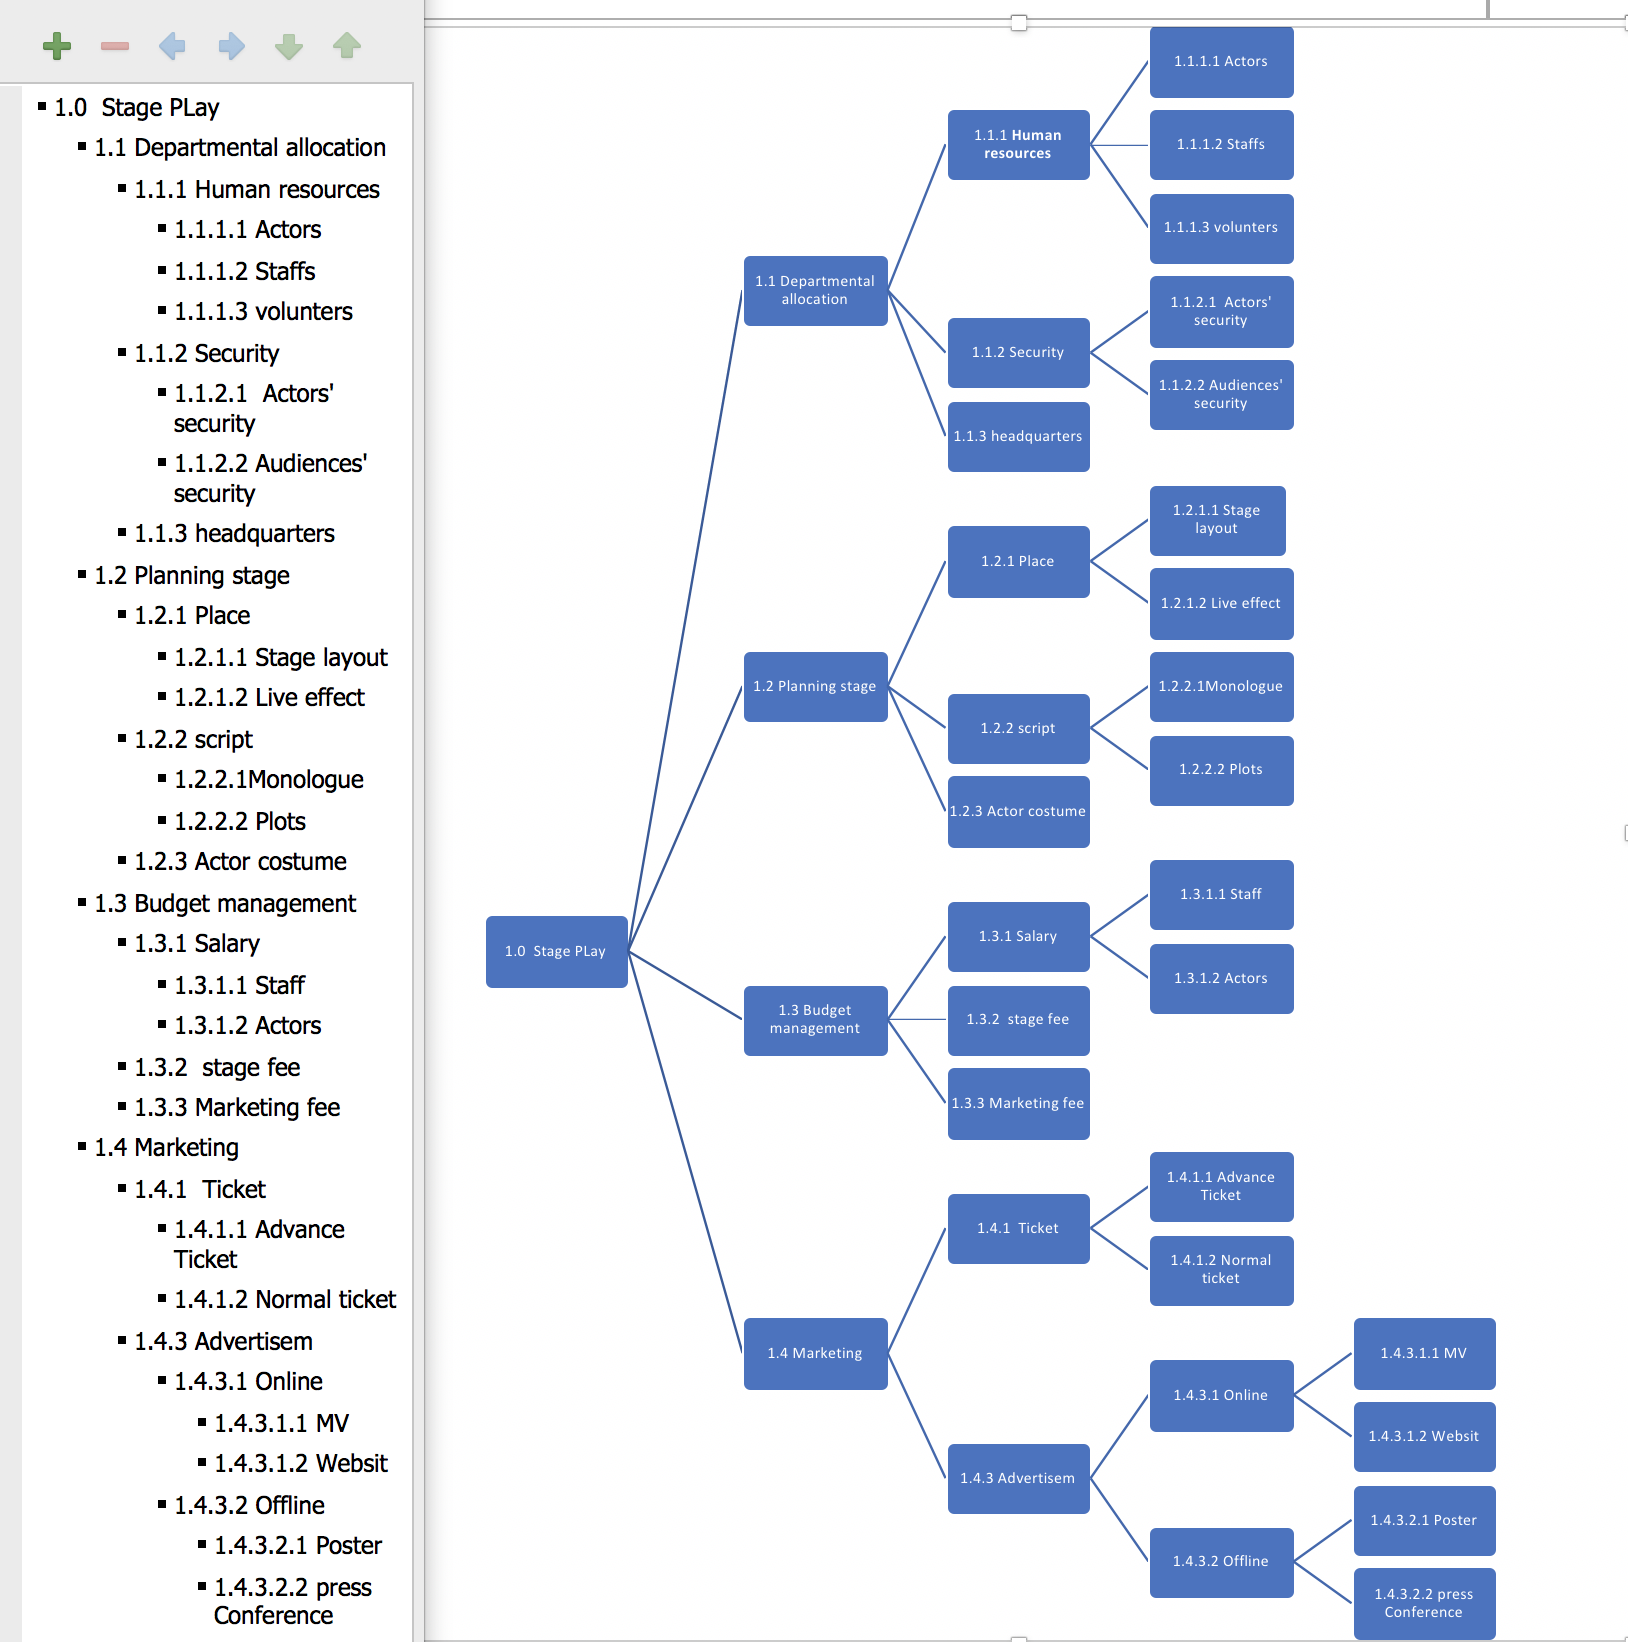 1.0  Stage PLay
1.1 Departmental allocation
1.1.1 Human resources
1.1.1.1 Actors
1.1.1.2 Staffs
1.1.1.3 volunters
1.1.2 Security
1.1.2.1  Actors'
security
1.1.2.2 Audiences'
security
1.1.3 headquarters
1.2 Planning stage
1.2.1 Place
1.2.1.1 Stage layout
1.2.1.2 Live effect
1.2.2 script
1.2.2.1Monologue
1.2.2.2 Plots
1.2.3 Actor costume
1.3 Budget management
1.3.1 Salary
1.3.1.1 Staff
1.3.1.2 Actors
1.3.2  stage fee
1.3.3 Marketing fee
1.4 Marketing
1.4.1  Ticket
1.4.1.1 Advance
Ticket
1.4.1.2 Normal ticket
1.4.3 Advertisem
1.4.3.1 Online
1.4.3.1.1 MV
1.4.3.1.2 Websit
1.4.3.2 Offline
1.4.3.2.1 Poster
1.4.3.2.2 press
Conference
1.0  Stage PLay
1.1 Departmental
allocation
1.1.1 Human
resources
1.1.1.1 Actors
1.1.1.2 Staffs
1.1.1.3 volunters
1.1.2 Security
1.1.2.1  Actors'
security
1.1.2.2 Audiences'
security
1.1.3 headquarters
1.2 Planning stage
1.2.1 Place
1.2.1.1 Stage
layout
1.2.1.2 Live effect
1.2.2 script
1.2.2.1Monologue
1.2.2.2 Plots
1.2.3 Actor costume
1.3 Budget
management
1.3.1 Salary
1.3.1.1 Staff
1.3.1.2 Actors
1.3.2  stage fee
1.3.3 Marketing fee
1.4 Marketing
1.4.1  Ticket
1.4.1.1 Advance
Ticket
1.4.1.2 Normal
ticket
1.4.3 Advertisem
1.4.3.1 Online
1.4.3.1.1 MV
1.4.3.1.2 Websit
1.4.3.2 Offline
1.4.3.2.1 Poster
1.4.3.2.2 press
Conference